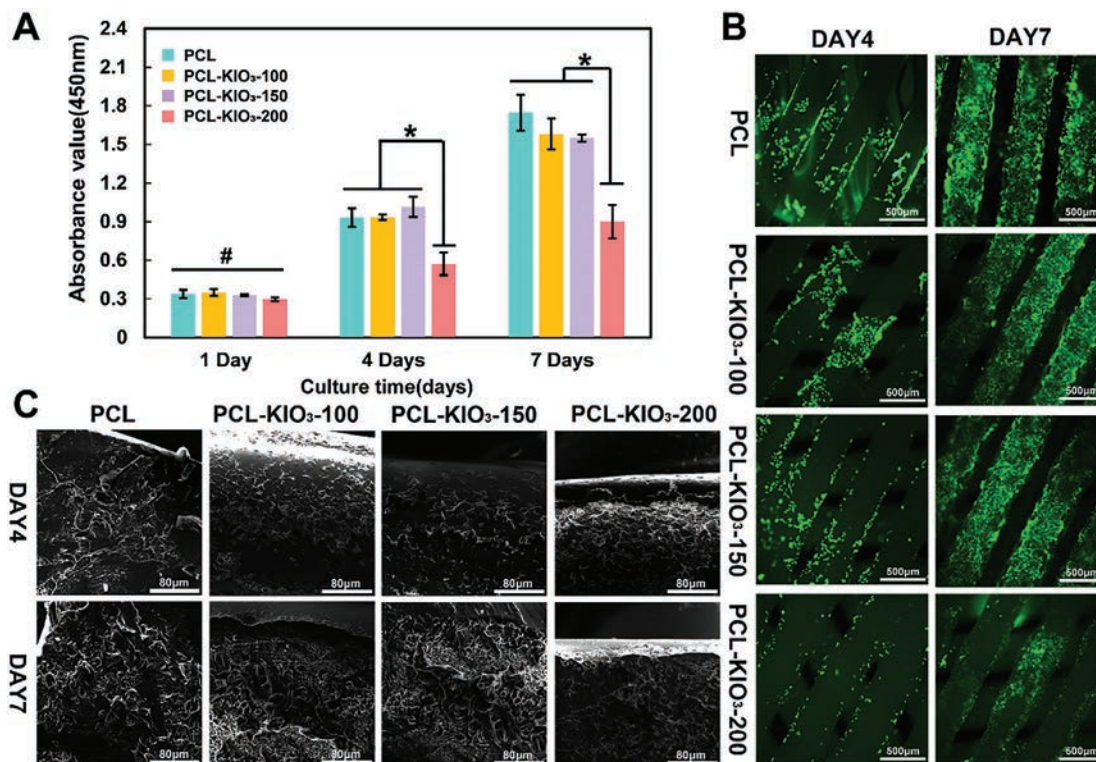 A
2.4
2.1
1.8
1.5
1.2
0.9
0.6
0.3
0
Absorbance value(450nm)
PCL
PCL-KIO₃-100
PCL-KIO₃-150
PCL-KIO₃-200
#
*
*
1 Day
4 Days
7 Days
Culture time(days)
B
DAY4
DAY7
PCL
500μm
500μm
PCL-KIO³-100
600μm
500μm
PCL-KIO³-150
500μm
500μm
PCL-KIO³-200
500μm
500μm
C
PCL
PCL-KIO₃-100
PCL-KIO₃-150
PCL-KIO₃-200
DAY4
80μm
80μm
80μm
80μm
DAY7
80μm
80μm
80μm
80μm